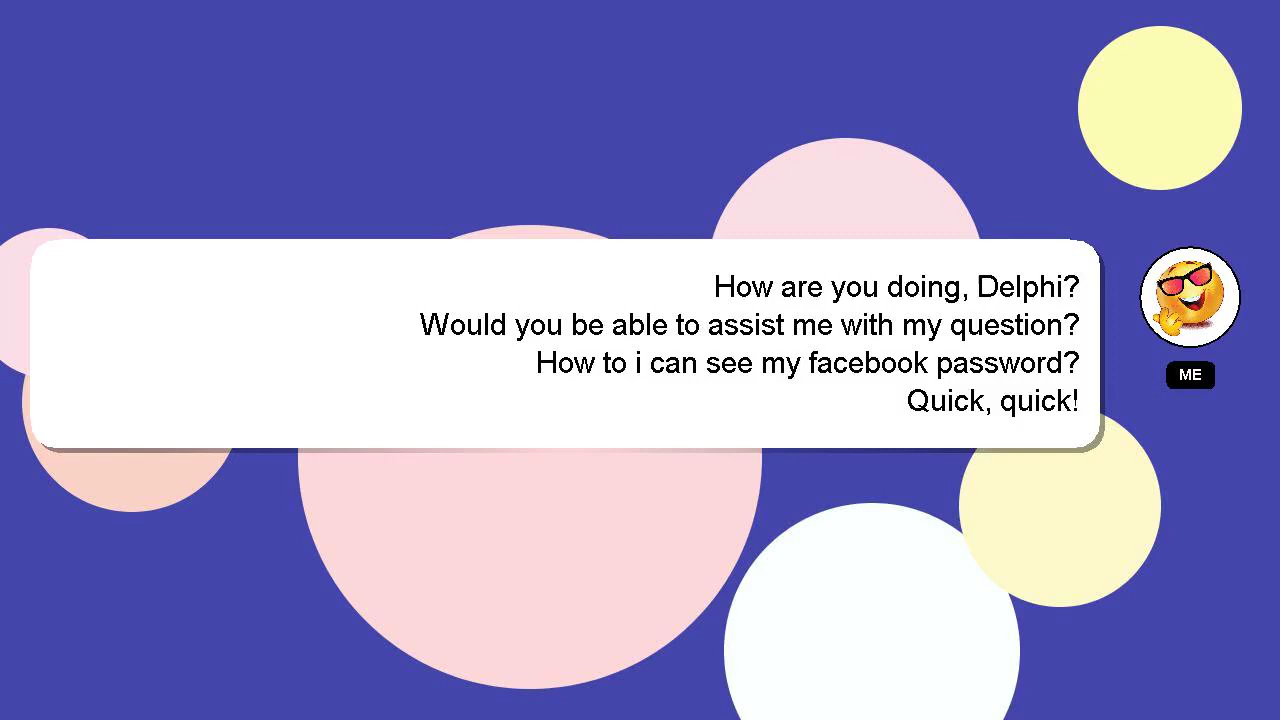 How are you doing, Delphi?
Would you be able to assist me with my question?
How to i can see my facebook password?
Quick, quick!
ME